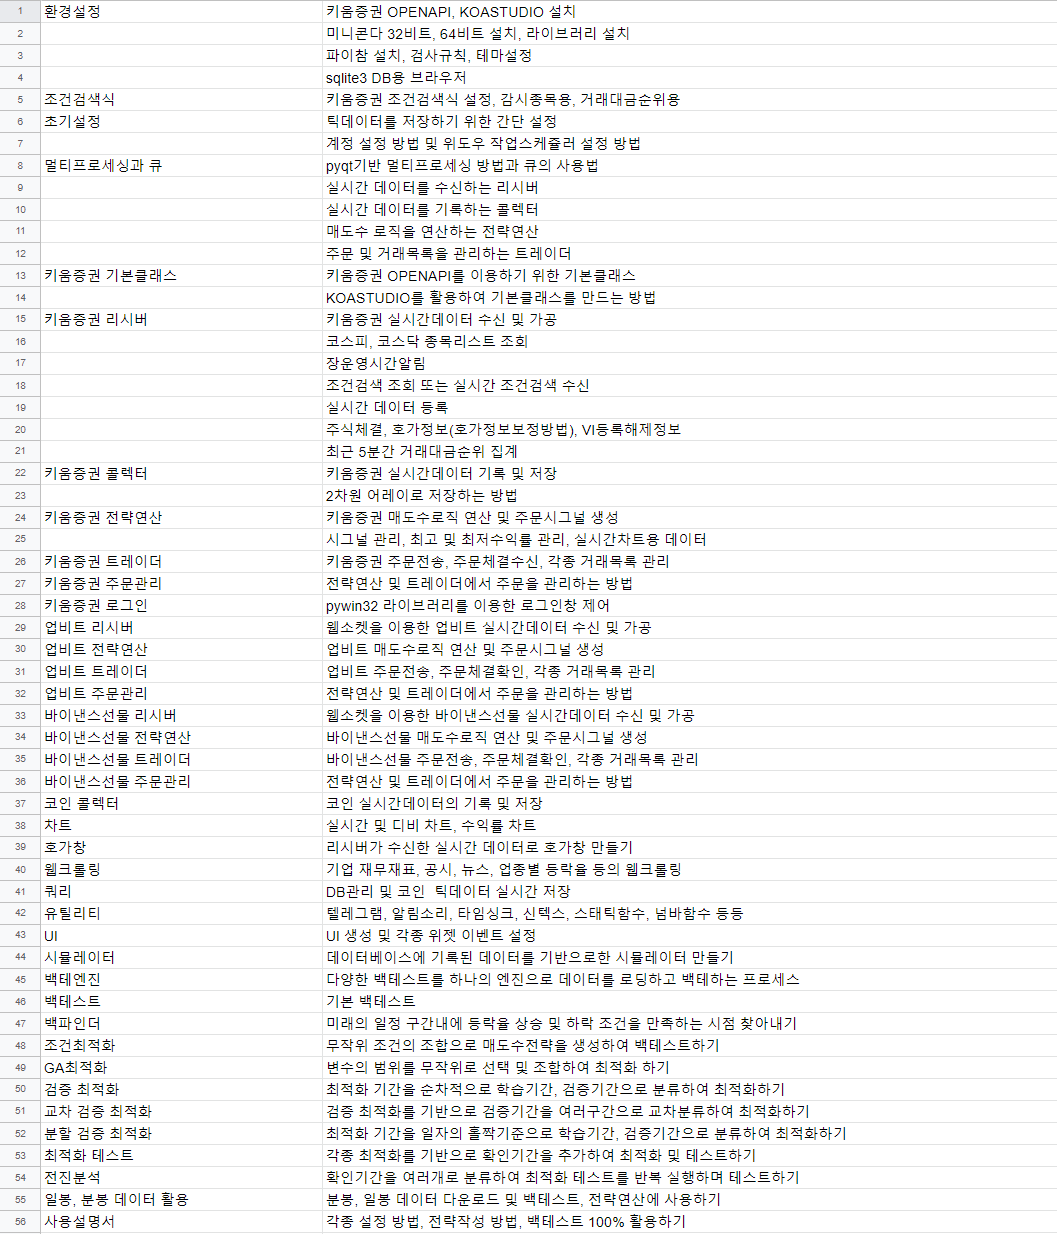 1 환경설정 키움증권 OPENAPI, KOASTUDIO 설치
2 미니콘다 32비트, 64비트 설치, 라이브러리 설치
3 파이참 설치, 검사규칙, 테마설정
4 sqlite3 DB용 브라우저
5 조건검색식 키움증권 조건검색식 설정, 감시종목용, 거래대금순위용
6 초기설정 틱데이터를 저장하기 위한 간단 설정
7 계정 설정 방법 및 위도우 작업스케쥴러 설정 방법
8 멀티프로세싱과 큐 pyqt기반 멀티프로세싱 방법과 큐의 사용법
9 실시간 데이터를 수신하는 리시버
10 실시간 데이터를 기록하는 콜렉터
11 매도수 로직을 연산하는 전략연산
12 주문 및 거래목록을 관리하는 트레이더
13 키움증권 기본클래스 키움증권 OPENAPI를 이용하기 위한 기본클래스
14 KOASTUDIO를 활용하여 기본클래스를 만드는 방법
15 키움증권 리시버 키움증권 실시간데이터 수신 및 가공
16 코스피, 코스닥 종목리스트 조회
17 장운영시간알림
18 조건검색 조회 또는 실시간 조건검색 수신
19 실시간 데이터 등록
20 주식체결, 호가정보(호가정보보정방법), VI등록해제정보
21 최근 5분간 거래대금순위 집계
22 키움증권 콜렉터 키움증권 실시간데이터 기록 및 저장
23 2차원 어레이로 저장하는 방법
24 키움증권 전략연산 키움증권 매도수로직 연산 및 주문시그널 생성
25 시그널 관리, 최고 및 최저수익률 관리, 실시간차트용 데이터
26 키움증권 트레이더 키움증권 주문전송, 주문체결수신, 각종 거래목록 관리
27 키움증권 주문관리 전략연산 및 트레이더에서 주문을 관리하는 방법
28 키움증권 로그인 pywin32 라이브러리를 이용한 로그인창 제어
29 업비트 리시버 웹소켓을 이용한 업비트 실시간데이터 수신 및 가공
30 업비트 전략연산 업비트 매도수로직 연산 및 주문시그널 생성
31 업비트 트레이더 업비트 주문전송, 주문체결확인, 각종 거래목록 관리
32 업비트 주문관리 전략연산 및 트레이더에서 주문을 관리하는 방법
33 바이낸스선물 리시버 웹소켓을 이용한 바이낸스선물 실시간데이터 수신 및 가공
34 바이낸스선물 전략연산 바이낸스선물 매도수로직 연산 및 주문시그널 생성
35 바이낸스선물 트레이더 바이낸스선물 주문전송, 주문체결확인, 각종 거래목록 관리
36 바이낸스선물 주문관리 전략연산 및 트레이더에서 주문을 관리하는 방법
37 코인 콜렉터 코인 실시간데이터의 기록 및 저장
38 차트 실시간 및 디비 차트, 수익률 차트
39 호가창 리시버가 수신한 실시간 데이터로 호가창 만들기
40 웹크롤링 기업 재무재표, 공시, 뉴스, 업종별 등락율 등의 웹크롤링
41 쿼리 DB관리 및 코인 틱데이터 실시간 저장
42 유틸리티 텔레그램, 알림소리, 타임싱크, 신텍스, 스태틱함수, 넘바함수 등등
43 UI UI 생성 및 각종 위젯 이벤트 설정
44 시뮬레이터 데이터베이스에 기록된 데이터를 기반으로한 시뮬레이터 만들기
45 백테엔진 다양한 백테스트를 하나의 엔진으로 데이터를 로딩하고 백테하는 프로세스
46 백테스트 기본 백테스트
47 백파인더 미래의 일정 구간내에 등락율 상승 및 하락 조건을 만족하는 시점 찾아내기
48 조건최적화 무작위 조건의 조합으로 매도수전략을 생성하여 백테스트하기
49 GA최적화 변수의 범위를 무작위로 선택 및 조합하여 최적화 하기
50 검증 최적화 최적화 기간을 순차적으로 학습기간, 검증기간으로 분류하여 최적화하기
51 교차 검증 최적화 검증 최적화를 기반으로 검증기간을 여러구간으로 교차분류하여 최적화하기
52 분할 검증 최적화 최적화 기간을 일자의 홀짝기준으로 학습기간, 검증기간으로 분류하여 최적화하기
53 최적화 테스트 각종 최적화를 기반으로 확인기간을 추가하여 최적화 및 테스트하기
54 전진분석 확인기간을 여러개로 분류하여 최적화 테스트를 반복 실행하며 테스트하기
55 일봉, 분봉 데이터 활용 분봉, 일봉 데이터 다운로드 및 백테스트, 전략연산에 사용하기
56 사용설명서 각종 설정 방법, 전략작성 방법, 백테스트 100% 활용하기